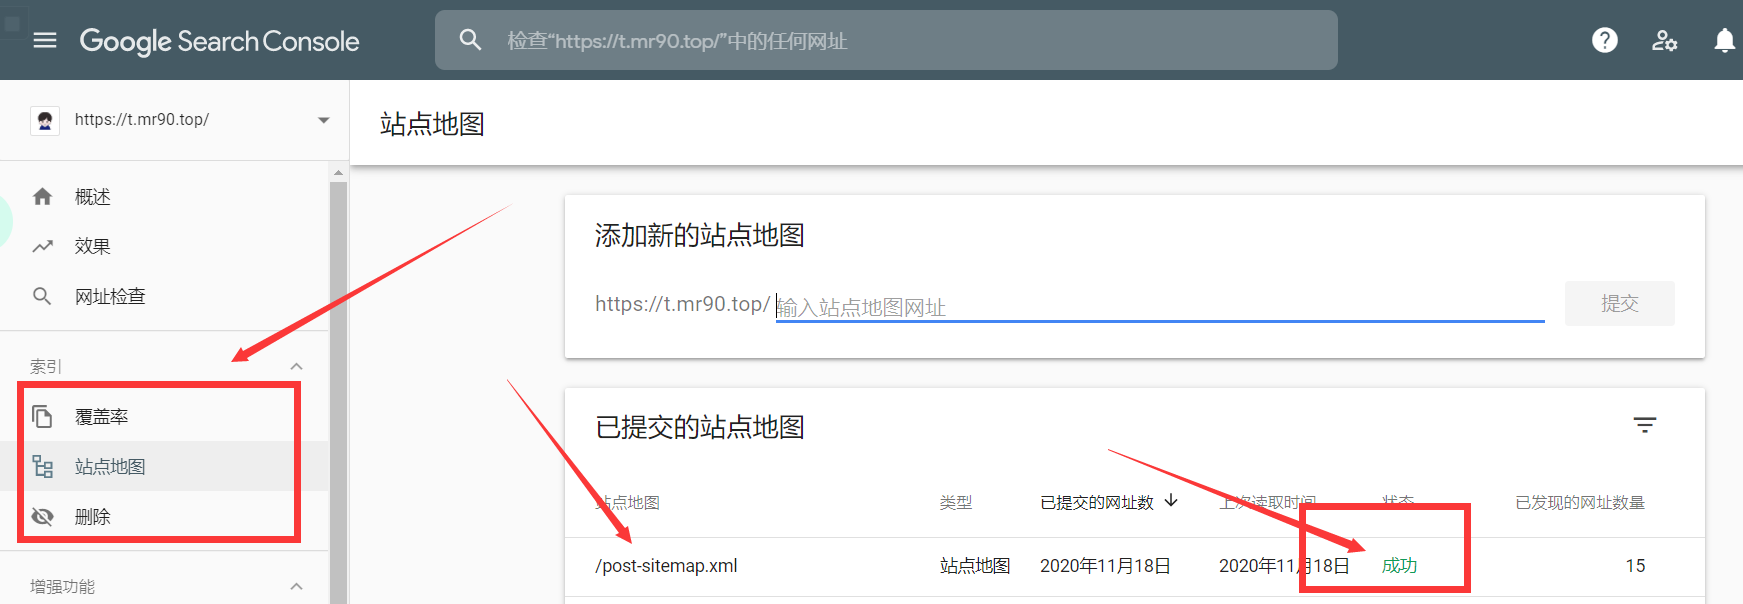 Google Search Console
检查“https://t.mr90.top/”中的任何网址
https://t.mr90.top/
站点地图
概述
效果
网址检查
索引
覆盖率
站点地图
删除
增强功能
添加新的站点地图
https://t.mr90.top/ 输入站点地图网址
提交
已提交的站点地图
站点地图 类型 已提交的网址数 上次读取时间 状态 已发现的网址数量
/post-sitemap.xml 站点地图 2020年11月18日 2020年11月18日 成功 15